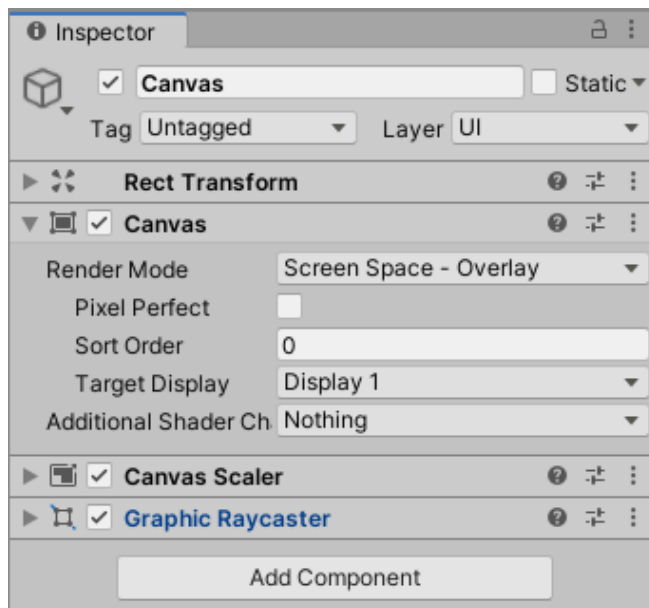 Inspector
Canvas Static
Tag Untagged Layer UI
Rect Transform
Canvas
Render Mode Screen Space - Overlay
Pixel Perfect
Sort Order 0
Target Display Display 1
Additional Shader Ch Nothing
Canvas Scaler
Graphic Raycaster
Add Component